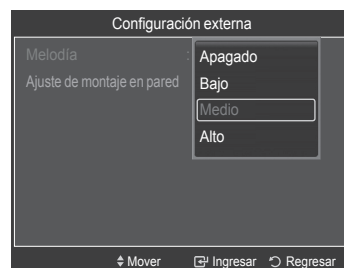 Configuración externa
Melodía :
Apagado
Ajuste de montaje en pared
Bajo
Medio
Alto
Mover Ingresar Regresar